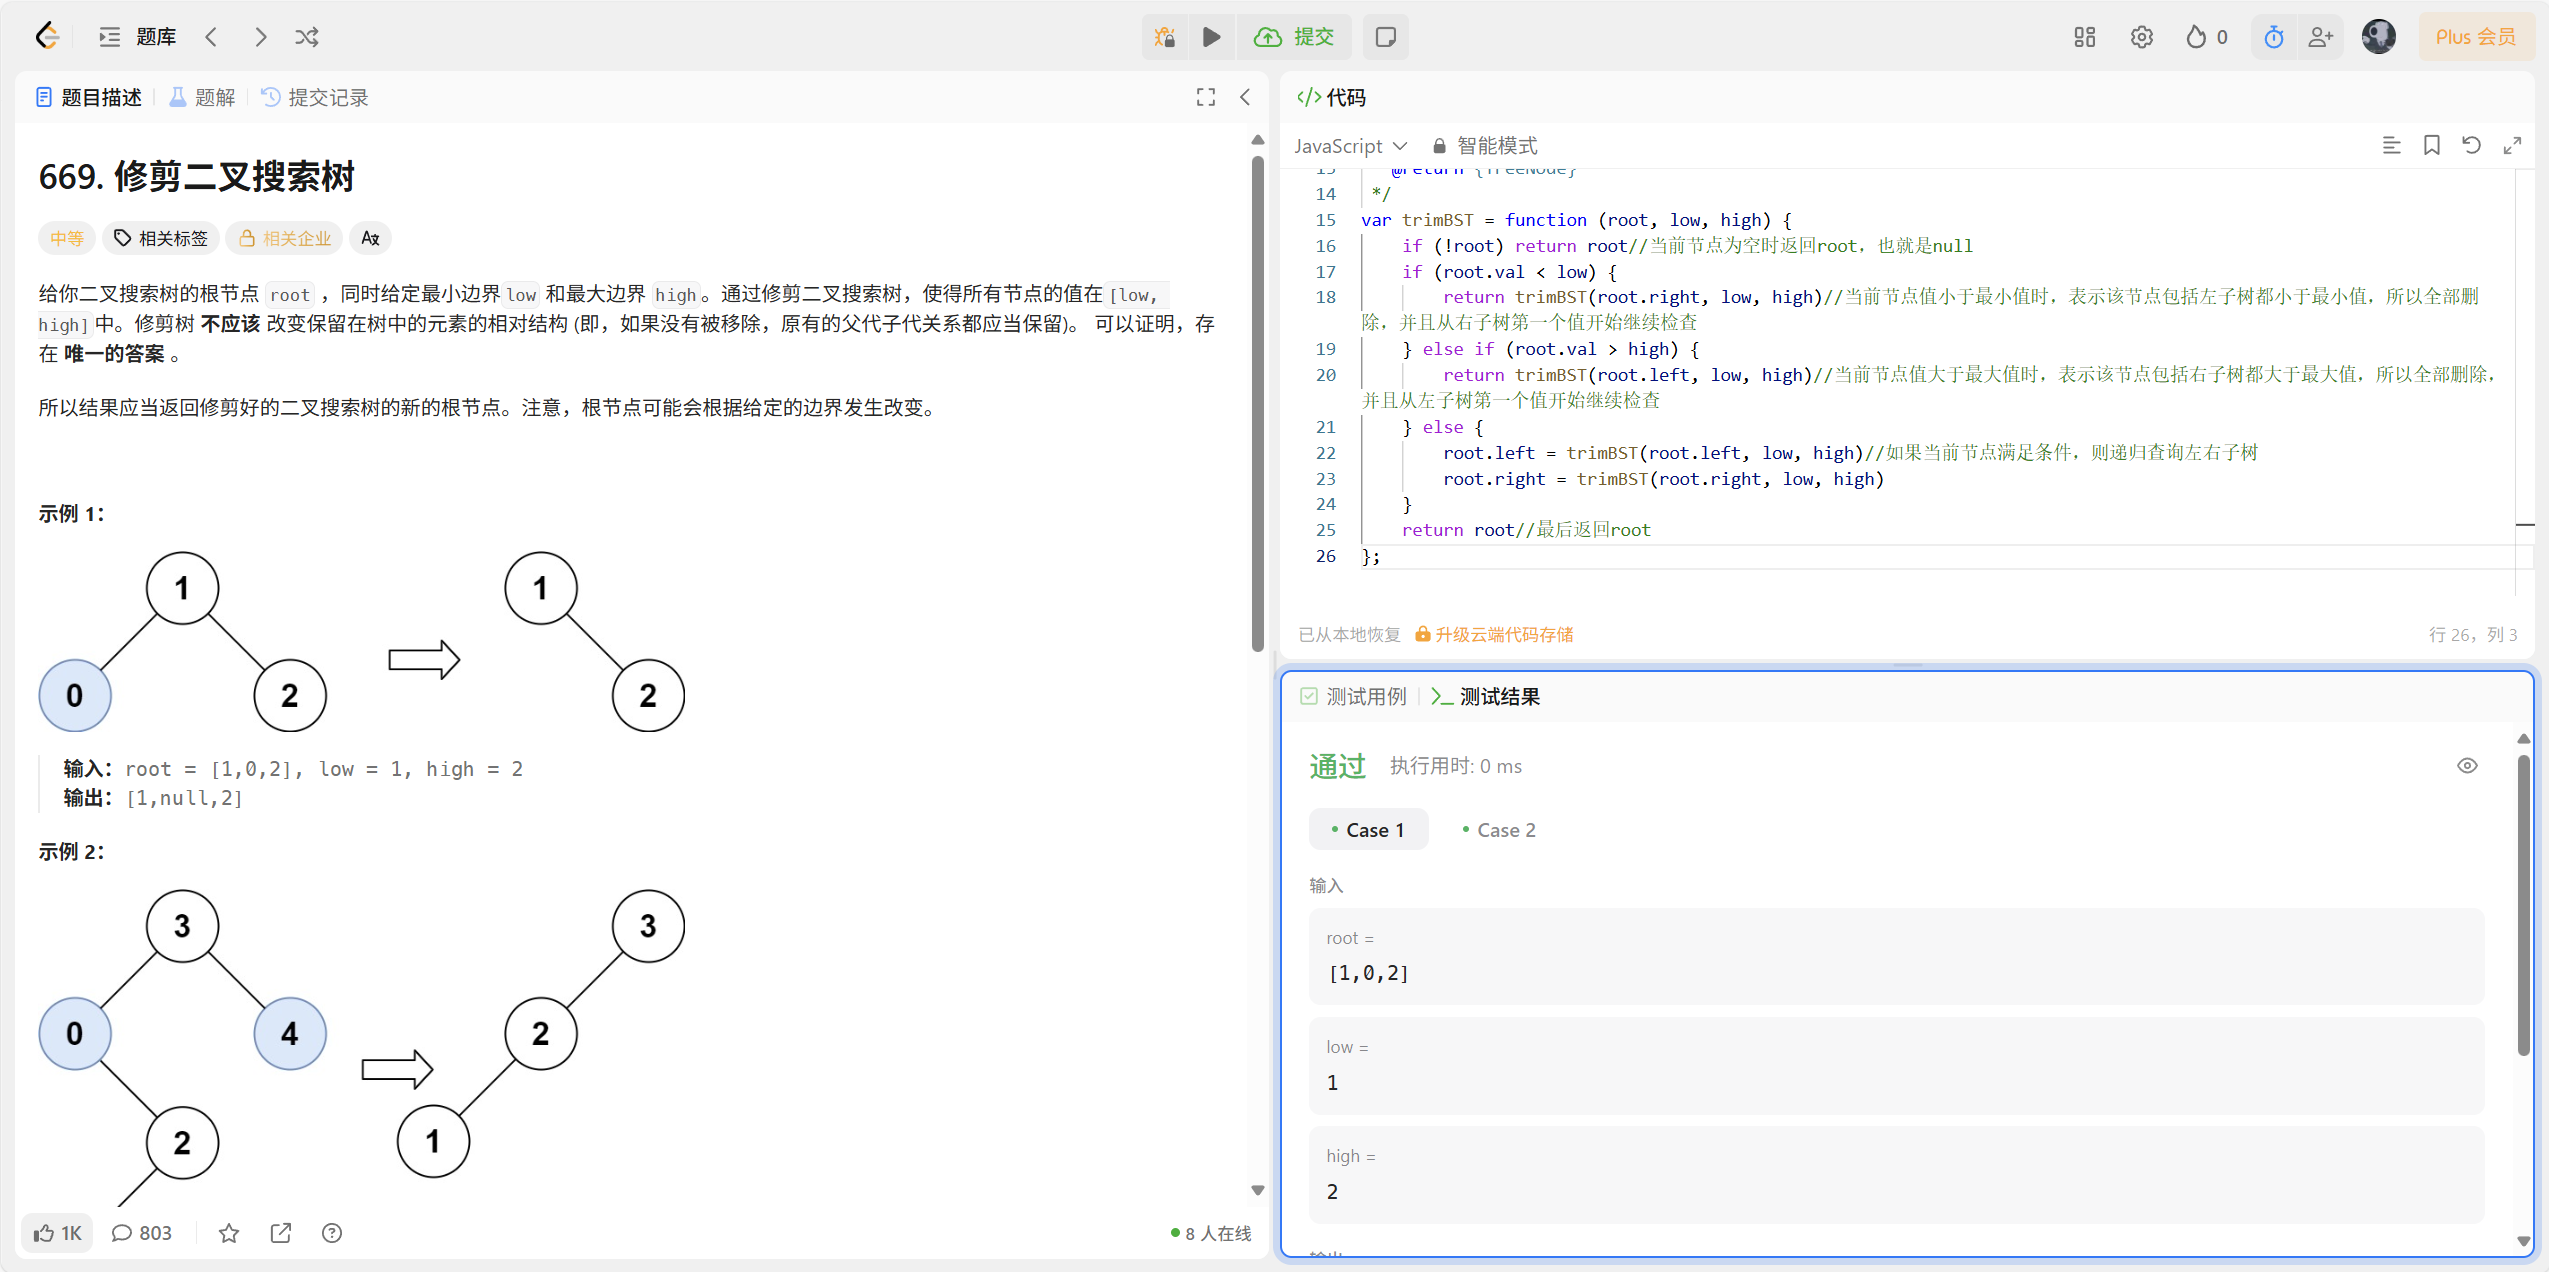 题库
提交
0
Plus 会员
题目描述
题解
提交记录
669. 修剪二叉搜索树
中等
相关标签
相关企业
给你二叉搜索树的根节点 root ，同时给定最小边界 low 和最大边界 high。通过修剪二叉搜索树，使得所有节点的值在 [low,
high] 中。修剪树 不应该 改变保留在树中的元素的相对结构 (即，如果没有被移除，原有的父代子代关系都应当保留)。 可以证明，存
在 唯一的答案 。
所以结果应当返回修剪好的二叉搜索树的新的根节点。注意，根节点可能会根据给定的边界发生改变。
示例 1：
1
0
2
1
2
输入：root = [1,0,2], low = 1, high = 2
输出：[1,null,2]
示例 2：
3
0
4
2
3
2
1
1K
803
8 人在线
</> 代码
JavaScript
智能模式
13 @return {TreeNode}
14 */
15 var trimBST = function (root, low, high) {
16 if (!root) return root//当前节点为空时返回root，也就是null
17 if (root.val < low) {
18 return trimBST(root.right, low, high)//当前节点值小于最小值时，表示该节点包括左子树都小于最小值，所以全部删
除，并且从右子树第一个值开始继续检查
19 } else if (root.val > high) {
20 return trimBST(root.left, low, high)//当前节点值大于最大值时，表示该节点包括右子树都大于最大值，所以全部删除，
并且从左子树第一个值开始继续检查
21 } else {
22 root.left = trimBST(root.left, low, high)//如果当前节点满足条件，则递归查询左右子树
23 root.right = trimBST(root.right, low, high)
24 }
25 return root//最后返回root
26 };
已从本地恢复
升级云端代码存储
行 26，列 3
测试用例
测试结果
通过
执行用时: 0 ms
Case 1
Case 2
输入
root =
[1,0,2]
low =
1
high =
2